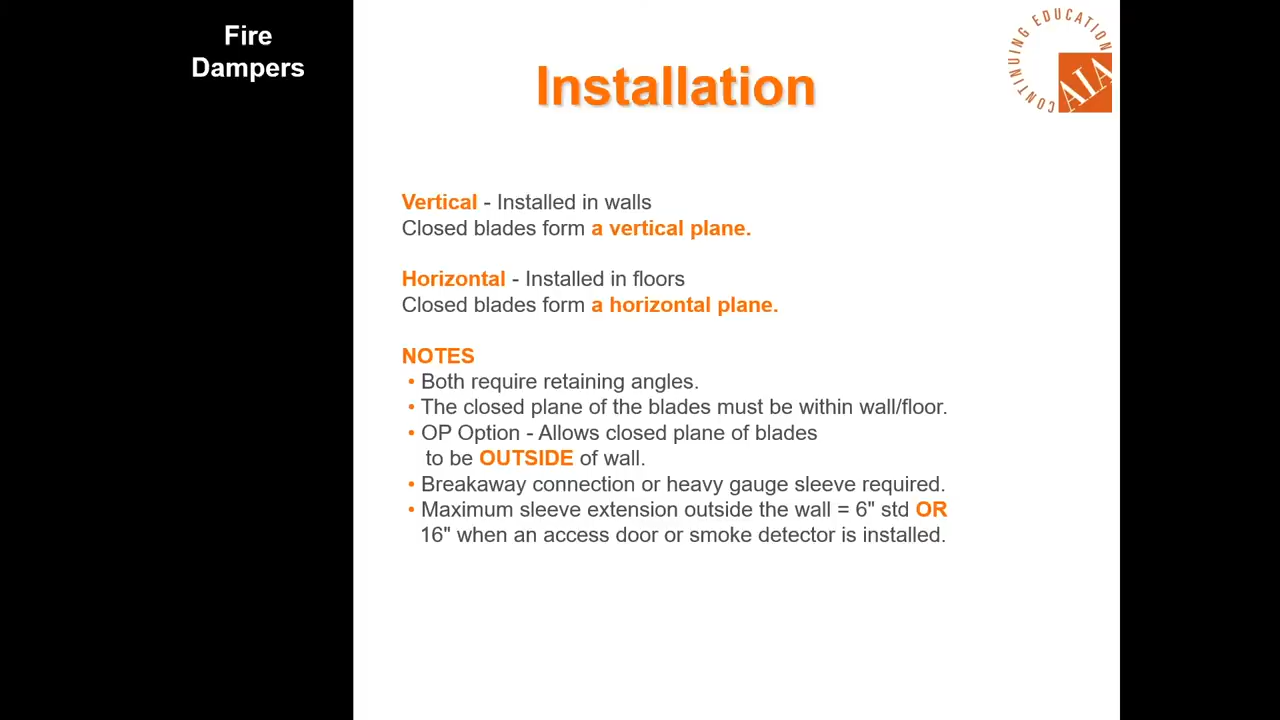 Fire
Dampers
Installation
CONTINUING EDUCATION
AIA
Vertical - Installed in walls
Closed blades form a vertical plane.
Horizontal - Installed in floors
Closed blades form a horizontal plane.
NOTES
• Both require retaining angles.
• The closed plane of the blades must be within wall/floor.
• OP Option - Allows closed plane of blades
to be OUTSIDE of wall.
• Breakaway connection or heavy gauge sleeve required.
• Maximum sleeve extension outside the wall = 6" std OR
16" when an access door or smoke detector is installed.